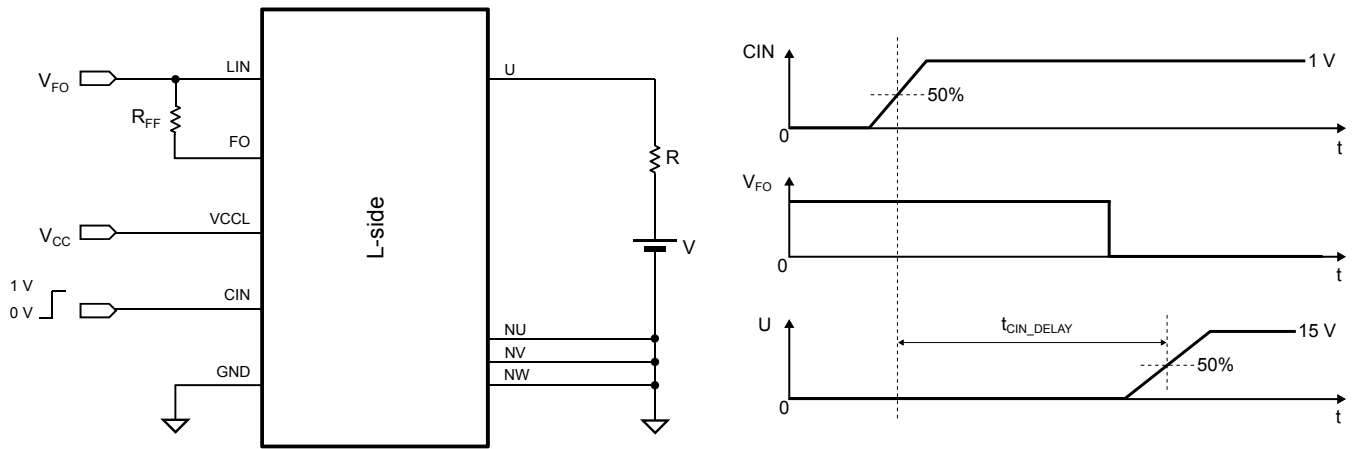 LIN
U
V_FO
R_FF
FO
R
VCCL
V_CC
L-side
V
1 V
0 V
CIN
GND
NU
NV
NW
CIN
1 V
50%
0
t
V_FO
0
t
U
t_CIN_DELAY
15 V
50%
0
t